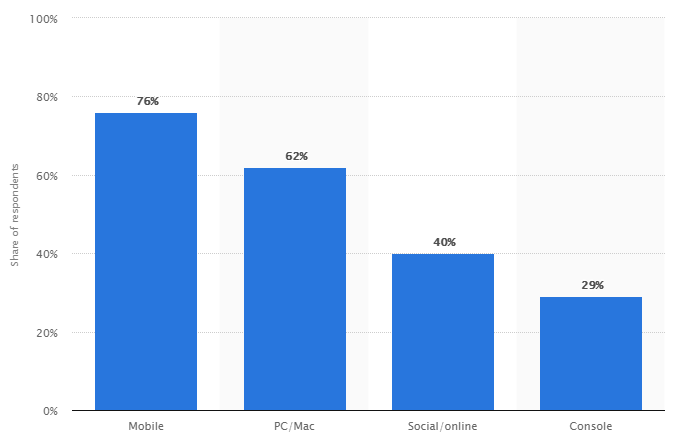 100%
80%
60%
40%
20%
0%
Share of respondents
76%
62%
40%
29%
Mobile
PC/Mac
Social/online
Console